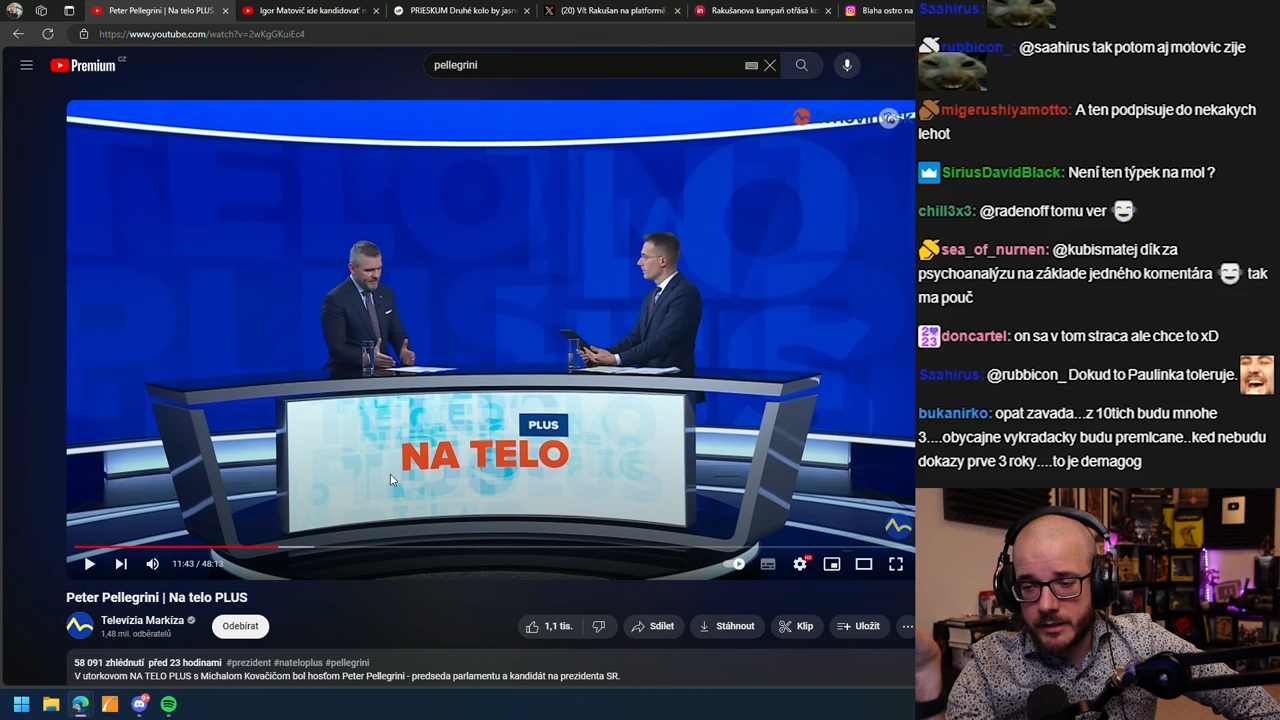 Peter Pellegrini | Na telo PLUS
Igor Matovič ide kandidovať n
PRIESKUM Druhé kolo by jasn
(20) Vít Rakušan na platformě
Rakušanova kampaň otřásá ko
Blaha ostro na
https://www.youtube.com/watch?v=2wKgGKuiEc4
Premium CZ
pellegrini
TELO
PLUS
PLUS
NA TELO
11:43 / 48:13
HD
Peter Pellegrini | Na telo PLUS
Televízia Markíza
1,48 mil. odběratelů
Odebírat
1,1 tis.
Sdílet
Stáhnout
Klip
Uložit
58 091 zhlédnutí před 23 hodinami #prezident #nateloplus #pellegrini
V utorkovom NA TELO PLUS s Michalom Kovačičom bol hosťom Peter Pellegrini - predseda parlamentu a kandidát na prezidenta SR.
Saahirus:
rubbicon_: @saahirus tak potom aj motovic zije
migerushiyamotto: A ten podpisuje do nekakych
lehot
SiriusDavidBlack: Není ten týpek na mol ?
chill3x3: @radenoff tomu ver
sea_of_nurnen: @kubismatej dík za
psychoanalýzu na základe jedného komentára tak
ma pouč
doncartel: on sa v tom straca ale chce to xD
Saahirus: @rubbicon_ Dokud to Paulinka toleruje.
bukanirko: opat zavada...z 10tich budu mnohe
3....obycajne vykradacky budu premlcane..ked nebudu
dokazy prve 3 roky....to je demagog